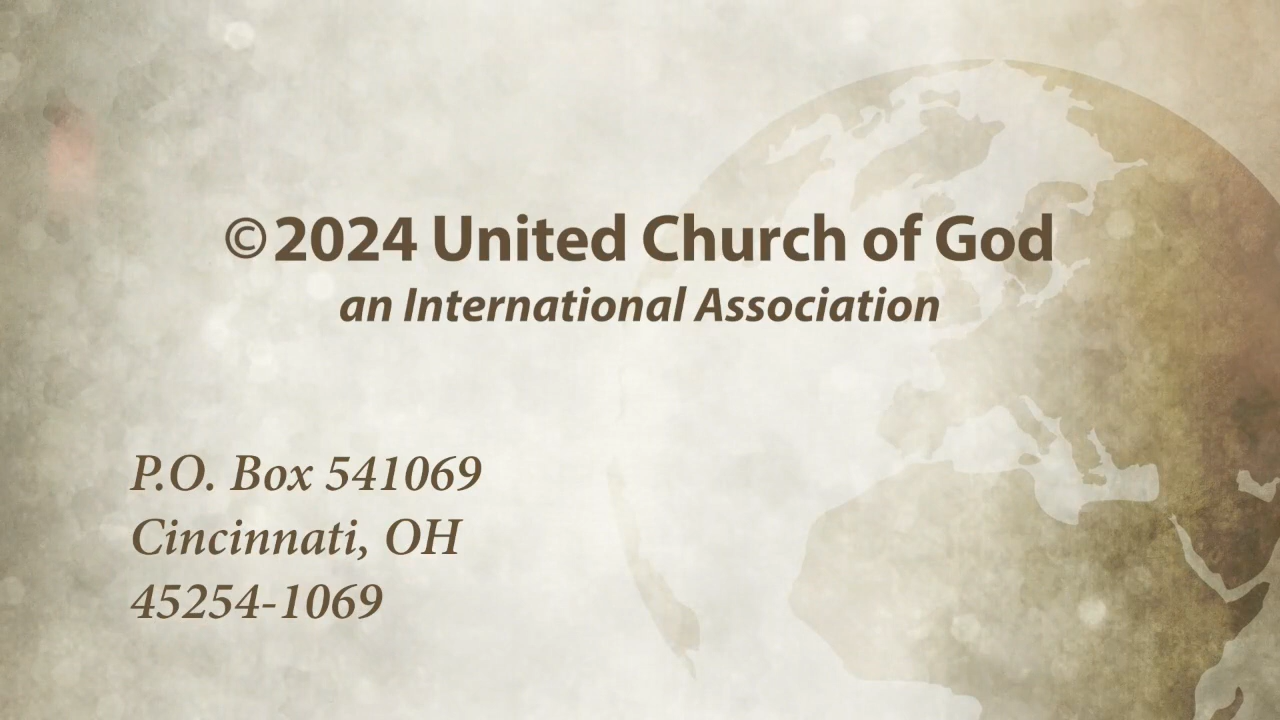 ©2024 United Church of God
an International Association
P.O. Box 541069
Cincinnati, OH
45254-1069